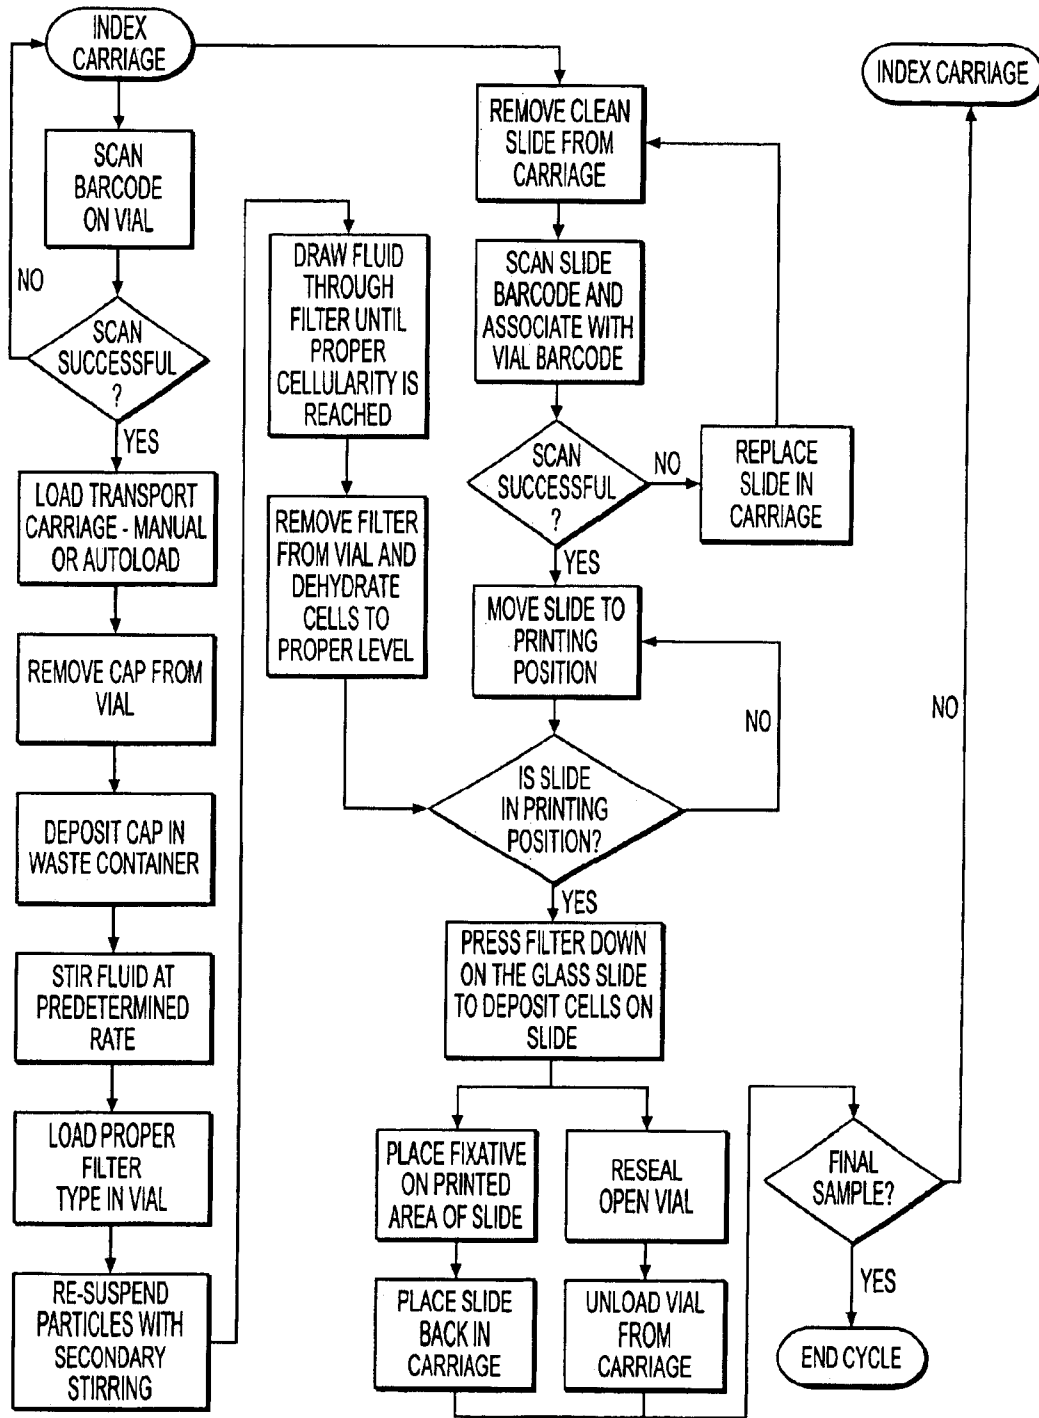 INDEX
CARRIAGE
SCAN
BARCODE
ON VIAL
NO
SCAN
SUCCESSFUL
?
YES
LOAD TRANSPORT
CARRIAGE - MANUAL
OR AUTOLOAD
REMOVE CAP FROM
VIAL
DEPOSIT CAP IN
WASTE CONTAINER
STIR FLUID AT
PREDETERMINED
RATE
LOAD PROPER
FILTER
TYPE IN VIAL
RE-SUSPEND
PARTICLES WITH
SECONDARY
STIRRING
DRAW FLUID
THROUGH
FILTER UNTIL
PROPER
CELLULARITY IS
REACHED
REMOVE FILTER
FROM VIAL AND
DEHYDRATE
CELLS TO
PROPER LEVEL
REMOVE CLEAN
SLIDE FROM
CARRIAGE
SCAN SLIDE
BARCODE AND
ASSOCIATE WITH
VIAL BARCODE
SCAN
SUCCESSFUL
?
NO
REPLACE
SLIDE IN
CARRIAGE
YES
MOVE SLIDE TO
PRINTING
POSITION
NO
IS SLIDE
IN PRINTING
POSITION?
YES
PRESS FILTER DOWN
ON THE GLASS SLIDE
TO DEPOSIT CELLS ON
SLIDE
PLACE FIXATIVE
ON PRINTED
AREA OF SLIDE
PLACE SLIDE
BACK IN
CARRIAGE
RESEAL
OPEN VIAL
UNLOAD VIAL
FROM
CARRIAGE
FINAL
SAMPLE?
NO
INDEX CARRIAGE
YES
END CYCLE